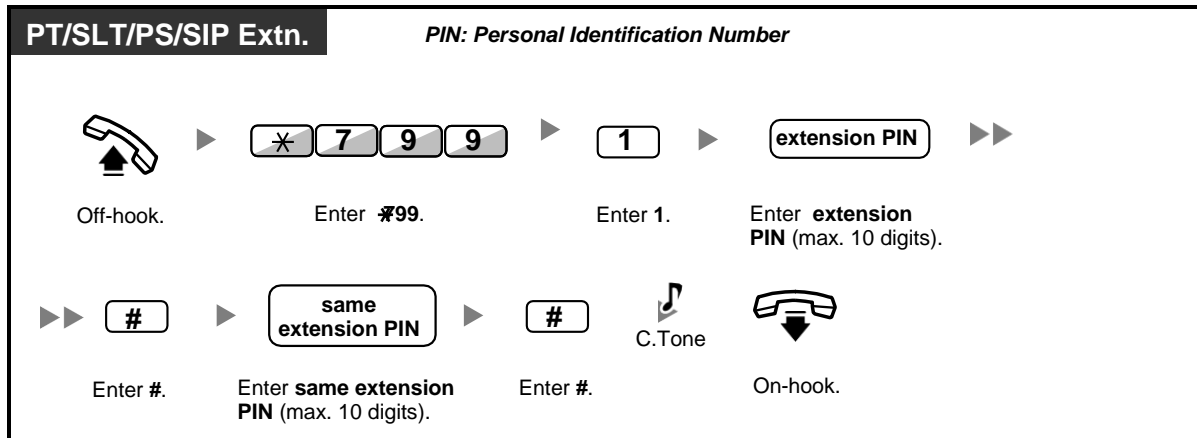 PT/SLT/PS/SIP Extn.
PIN: Personal Identification Number
* 7 9 9
1
extension PIN
Off-hook.
Enter *799.
Enter 1.
Enter extension
PIN (max. 10 digits).
#
same
extension PIN
#
C.Tone
Enter #.
Enter same extension
PIN (max. 10 digits).
Enter #.
On-hook.